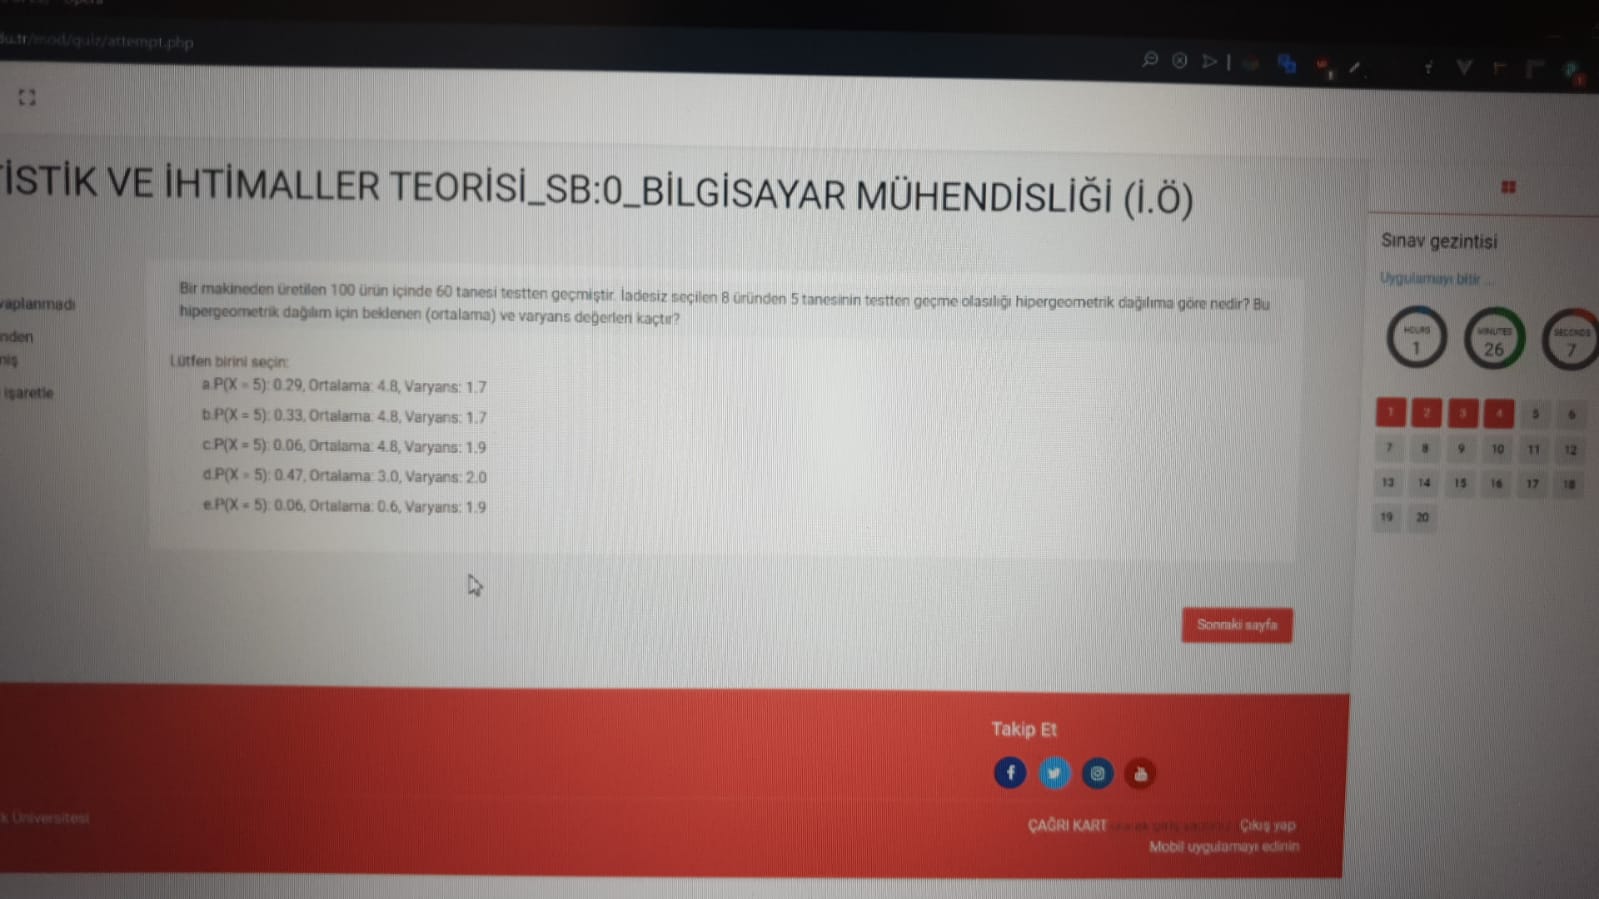 du.tr/mod/quiz/attempt.php
İSTİK VE İHTİMALLER TEORİSİ_SB:0_BİLGİSAYAR MÜHENDİSLİĞİ (İ.Ö)
Sınav gezintisi
Uygulamayı bitir ...
HOURS
1
MINUTES
26
SECONDS
7
vaplanmadı
nden
niş
işaretle
Bir makineden üretilen 100 ürün içinde 60 tanesi testten geçmiştir. İadesiz seçilen 8 üründen 5 tanesinin testten geçme olasılığı hipergeometrik dağılıma göre nedir? Bu
hipergeometrik dağılım için beklenen (ortalama) ve varyans değerleri kaçtır?
Lütfen birini seçin:
a.P(X = 5): 0.29, Ortalama: 4.8, Varyans: 1.7
b.P(X = 5): 0.33, Ortalama: 4.8, Varyans: 1.7
c.P(X = 5): 0.06, Ortalama: 4.8, Varyans: 1.9
d.P(X = 5): 0.47, Ortalama: 3.0, Varyans: 2.0
e.P(X = 5): 0.06, Ortalama: 0.6, Varyans: 1.9
1 2 3 4 5 6
7 8 9 10 11 12
13 14 15 16 17 18
19 20
Sonraki sayfa
Takip Et
k Üniversitesi
ÇAĞRI KART Çıkış yap
Mobil uygulamayı edinin